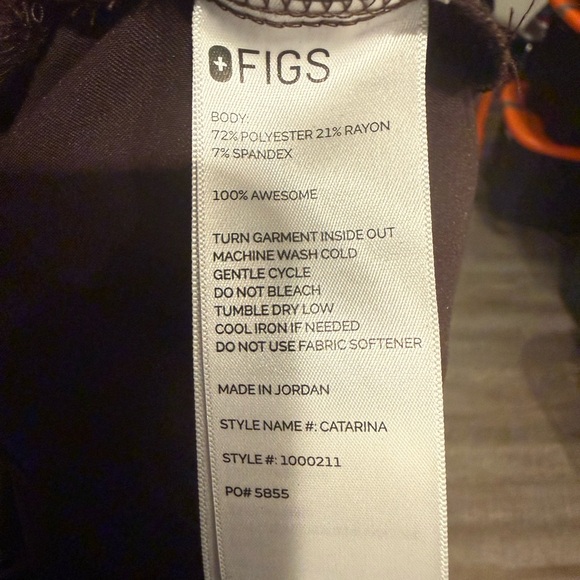 FIGS
BODY:
72% POLYESTER 21% RAYON
7% SPANDEX
100% AWESOME
TURN GARMENT INSIDE OUT
MACHINE WASH COLD
GENTLE CYCLE
DO NOT BLEACH
TUMBLE DRY LOW
COOL IRON IF NEEDED
DO NOT USE FABRIC SOFTENER
MADE IN JORDAN
STYLE NAME #: CATARINA
STYLE #: 1000211
PO# 5855